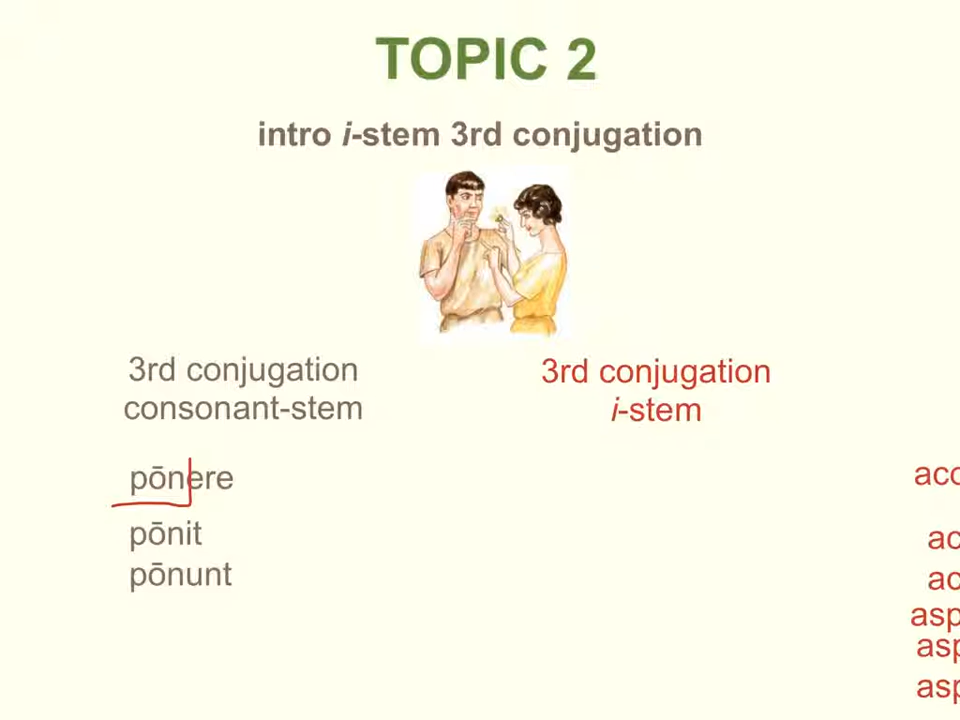 TOPIC 2
intro i-stem 3rd conjugation
3rd conjugation
consonant-stem
3rd conjugation
i-stem
pōnere
pōnit
pōnunt